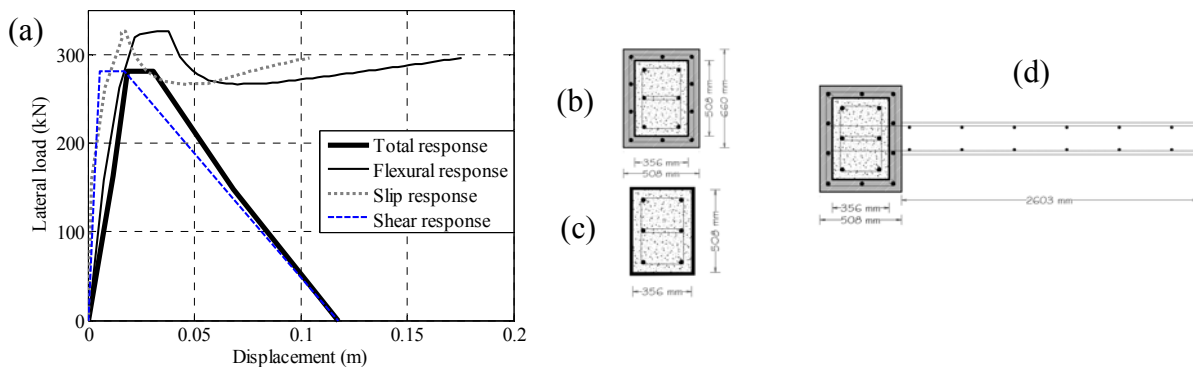 (a)
Lateral load (kN)
300
200
100
0
0
0.05
0.1
0.15
0.2
Displacement (m)
Total response
Flexural response
Slip response
Shear response
(b)
508 mm
660 mm
356 mm
508 mm
(c)
508 mm
356 mm
(d)
356 mm
508 mm
2603 mm